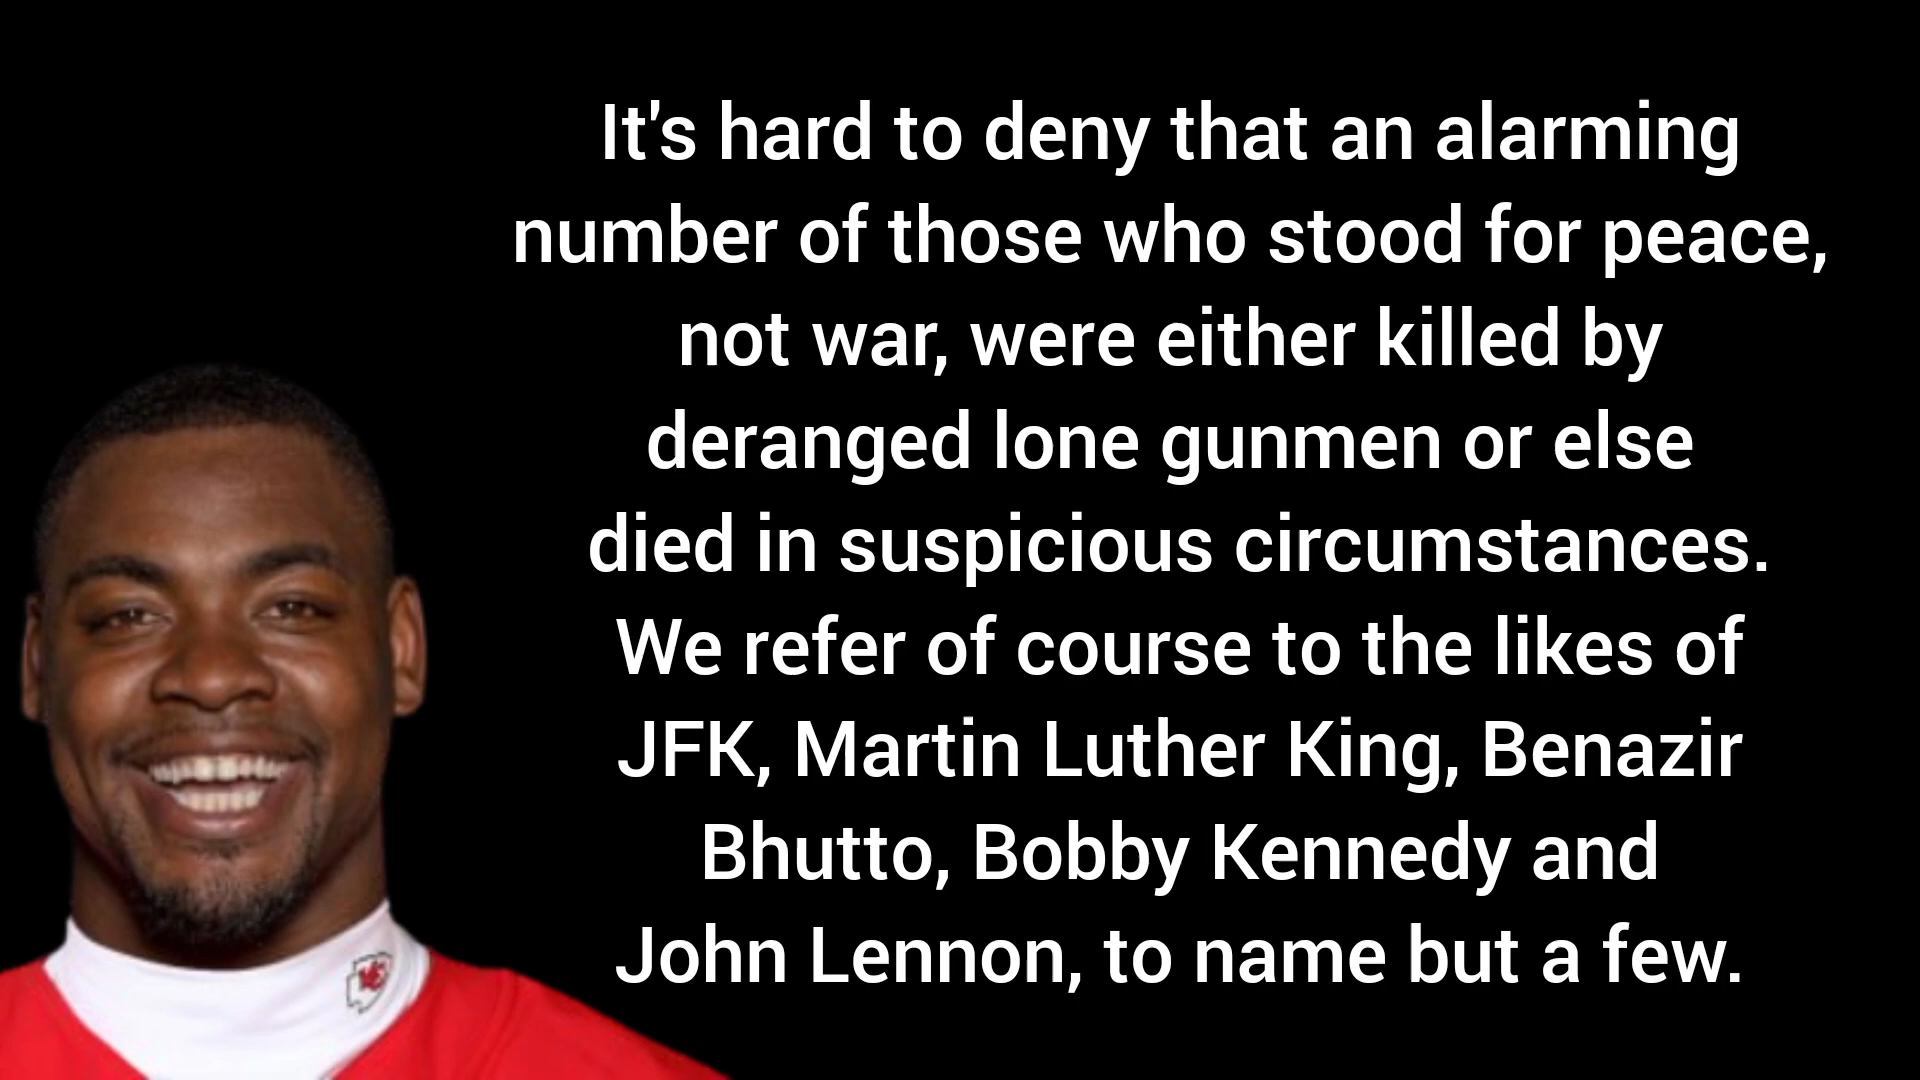 It's hard to deny that an alarming
number of those who stood for peace,
not war, were either killed by
deranged lone gunmen or else
died in suspicious circumstances.
We refer of course to the likes of
JFK, Martin Luther King, Benazir
Bhutto, Bobby Kennedy and
John Lennon, to name but a few.